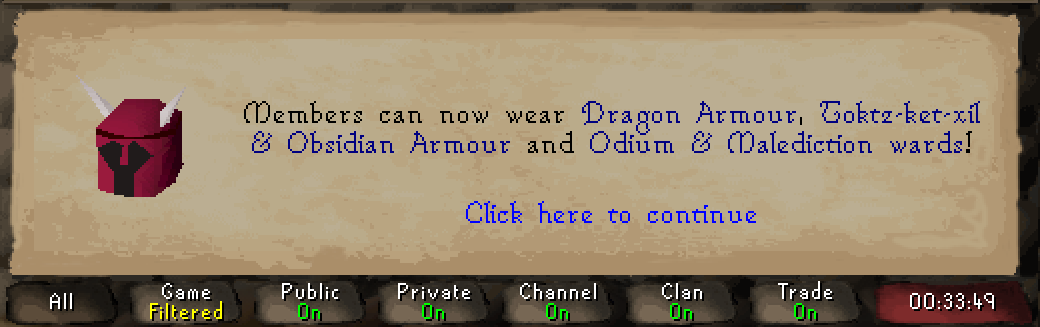 Members can now wear Dragon Armour, Toktz-ket-xil
& Obsidian Armour and Odium & Malediction wards!
Click here to continue
All
Game
Filtered
Public
On
Private
On
Channel
On
Clan
On
Trade
On
00:33:49